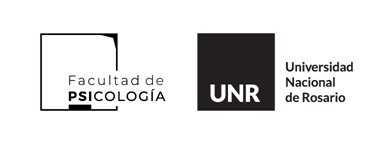 Facultad de
PSICOLOGÍA
UNR
Universidad
Nacional
de Rosario